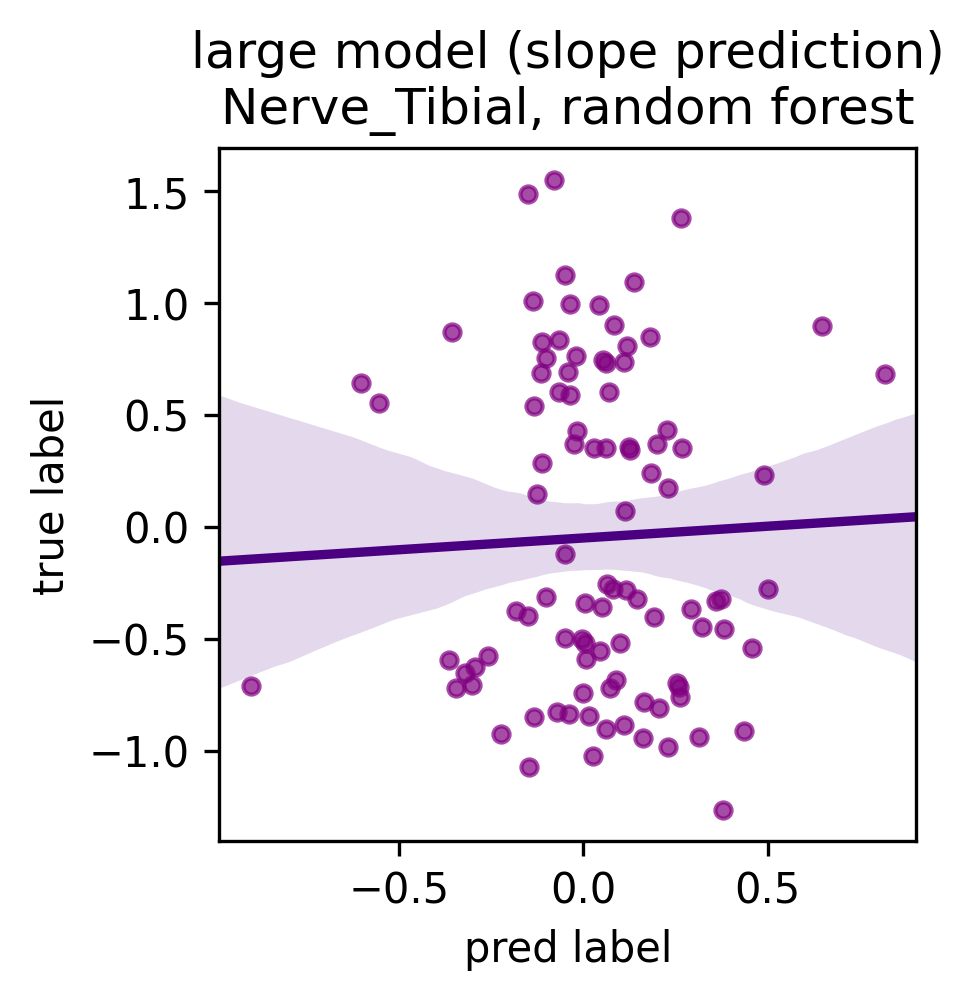 large model (slope prediction)
Nerve_Tibial, random forest
1.5
1.0
0.5
0.0
−0.5
−1.0
true label
−0.5 0.0 0.5
pred label